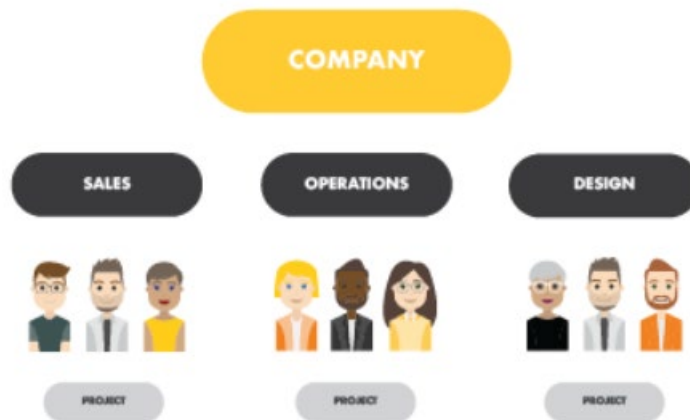 COMPANY
SALES
OPERATIONS
DESIGN
PROJECT
PROJECT
PROJECT